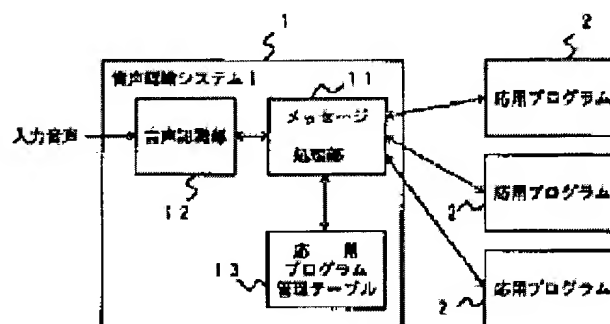 1
2
音声認識システム1
11
応用プログラム
入力音声
音声認識部
メッセージ
処理部
12
応用プログラム
2
13
応 用
プログラム
管理テーブル
応用プログラム
2